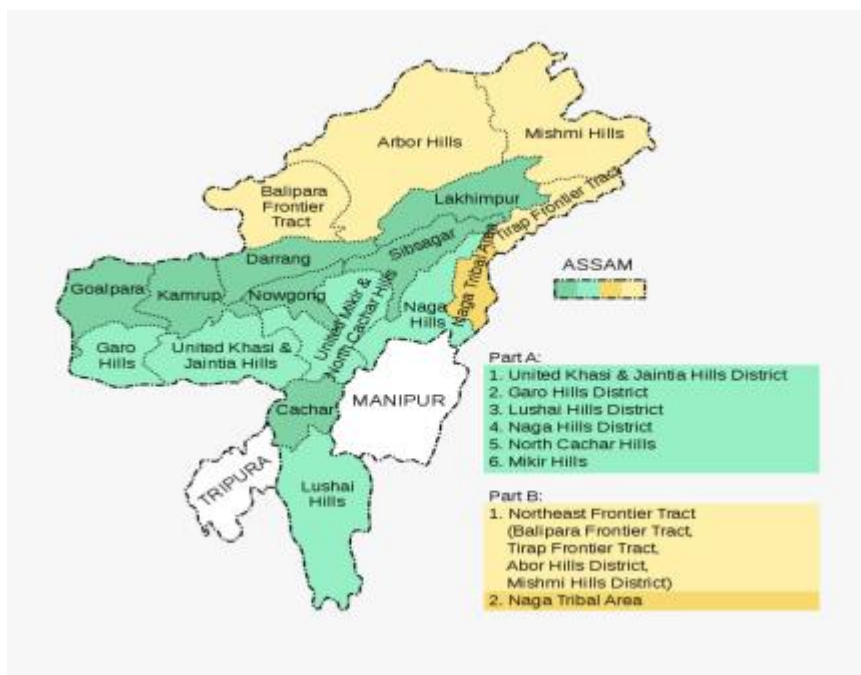 Arbor Hills
Mishmi Hills
Balipara
Frontier
Tract
Lakhimpur
Tirap Frontier Tract
Sibsagar
Darrang
Naga Tribal Area
ASSAM
Goalpara
Kamrup
Nowgong
United Mikir &
North Cachar Hills
Naga
Hills
Garo
Hills
United Khasi &
Jaintia Hills
Cachar
MANIPUR
TRIPURA
Lushai
Hills
Part A:
1. United Khasi & Jaintia Hills District
2. Garo Hills District
3. Lushai Hills District
4. Naga Hills District
5. North Cachar Hills
6. Mikir Hills
Part B:
1. Northeast Frontier Tract
(Balipara Frontier Tract,
Tirap Frontier Tract,
Abor Hills District,
Mishmi Hills District)
2. Naga Tribal Area